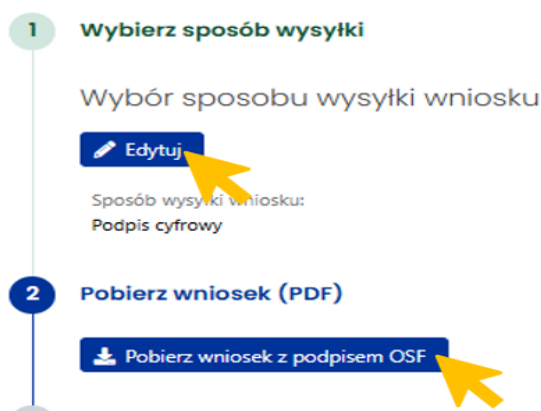 1 Wybierz sposób wysyłki
Wybór sposobu wysyłki wniosku
Edytuj
Sposób wysyłki wniosku:
Podpis cyfrowy
2 Pobierz wniosek (PDF)
Pobierz wniosek z podpisem OSF